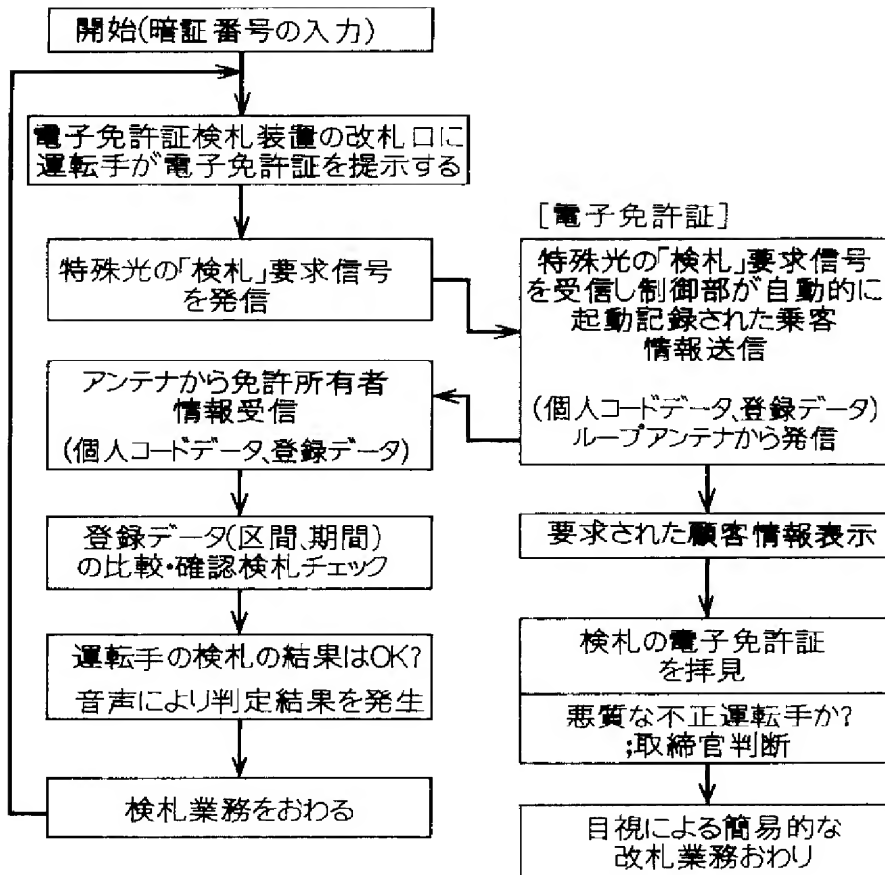 開始(暗証番号の入力)
電子免許証検札装置の改札口に
運転手が電子免許証を提示する
特殊光の「検札」要求信号
を発信
アンテナから免許所有者
情報受信
(個人コードデータ、登録データ)
登録データ(区間、期間)
の比較・確認検札チェック
運転手の検札の結果はOK?
音声により判定結果を発生
検札業務をおわる
[電子免許証]
特殊光の「検札」要求信号
を受信し制御部が自動的に
起動記録された乗客
情報送信
(個人コードデータ、登録データ)
ループアンテナから発信
要求された顧客情報表示
検札の電子免許証
を拝見
悪質な不正運転手か?
;取締官判断
目視による簡易的な
改札業務おわり